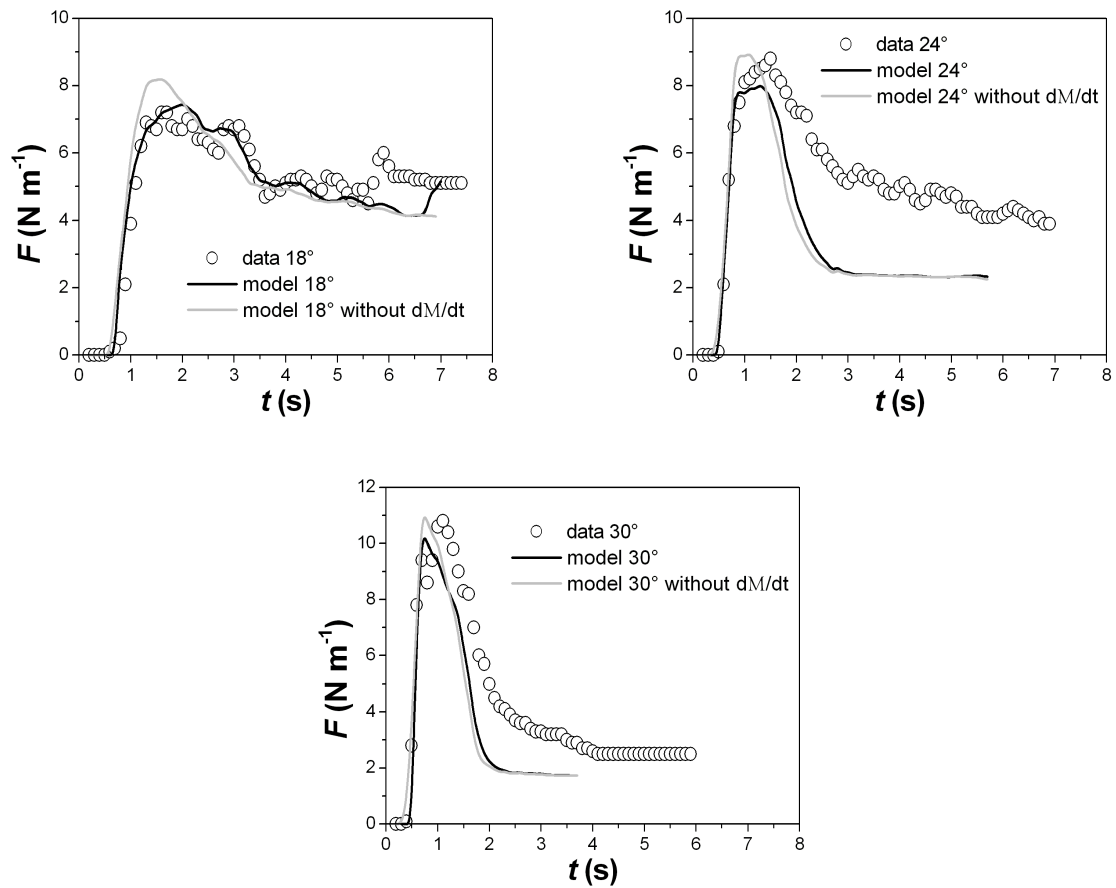 10
8
6
4
2
0
F (N m⁻¹)
data 18°
model 18°
model 18° without dM/dt
0 1 2 3 4 5 6 7 8
t (s)
10
8
6
4
2
0
F (N m⁻¹)
data 24°
model 24°
model 24° without dM/dt
0 1 2 3 4 5 6 7 8
t (s)
12
10
8
6
4
2
0
F (N m⁻¹)
data 30°
model 30°
model 30° without dM/dt
0 1 2 3 4 5 6 7 8
t (s)